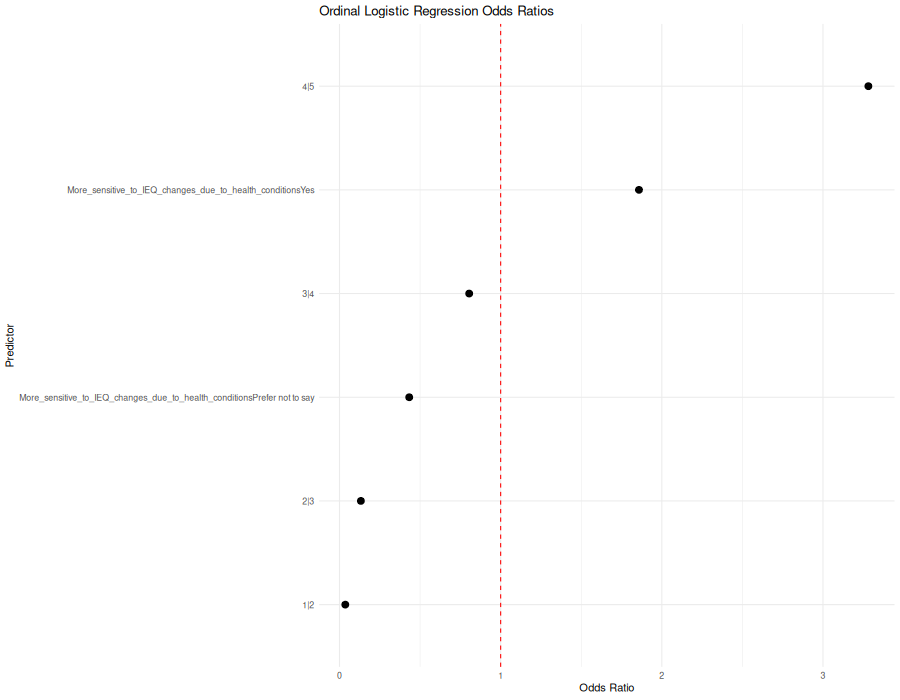 Ordinal Logistic Regression Odds Ratios
4|5
More_sensitive_to_IEQ_changes_due_to_health_conditionsYes
3|4
Predictor
More_sensitive_to_IEQ_changes_due_to_health_conditionsPrefer not to say
2|3
1|2
0 1 2 3
Odds Ratio